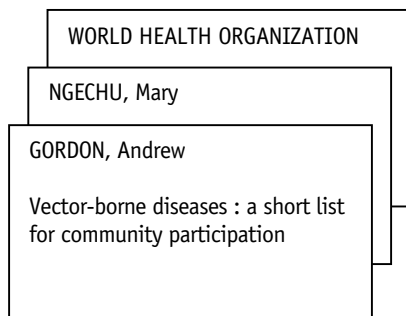 WORLD HEALTH ORGANIZATION
NGECHU, Mary
GORDON, Andrew
Vector-borne diseases : a short list
for community participation